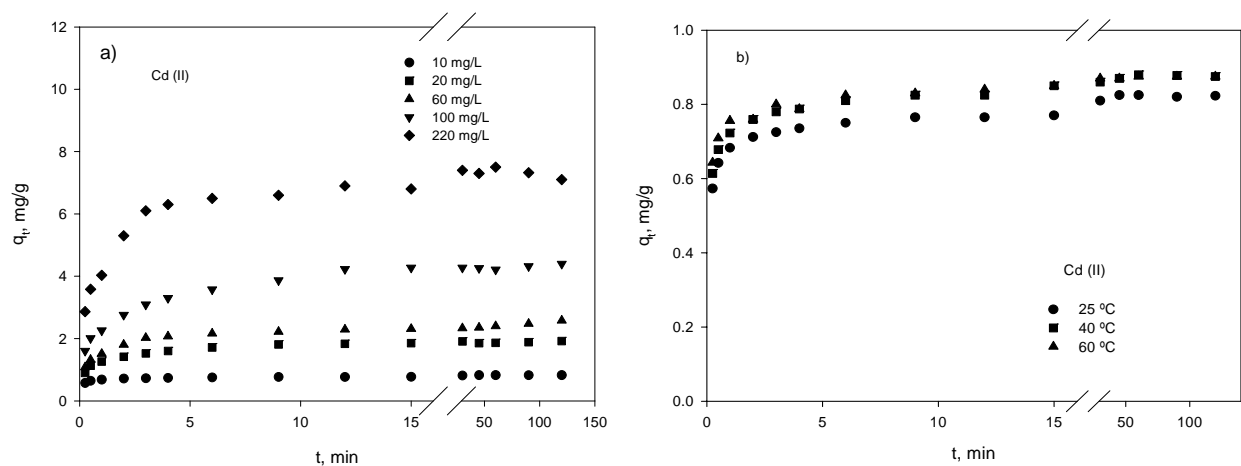 a)
Cd (II)
10 mg/L
20 mg/L
60 mg/L
100 mg/L
220 mg/L
qt, mg/g
12
10
8
6
4
2
0
0 5 10 15 50 100 150
t, min
b)
Cd (II)
25 ºC
40 ºC
60 ºC
qt, mg/g
1.0
0.8
0.6
0.4
0.2
0.0
0 5 10 15 50 100
t, min